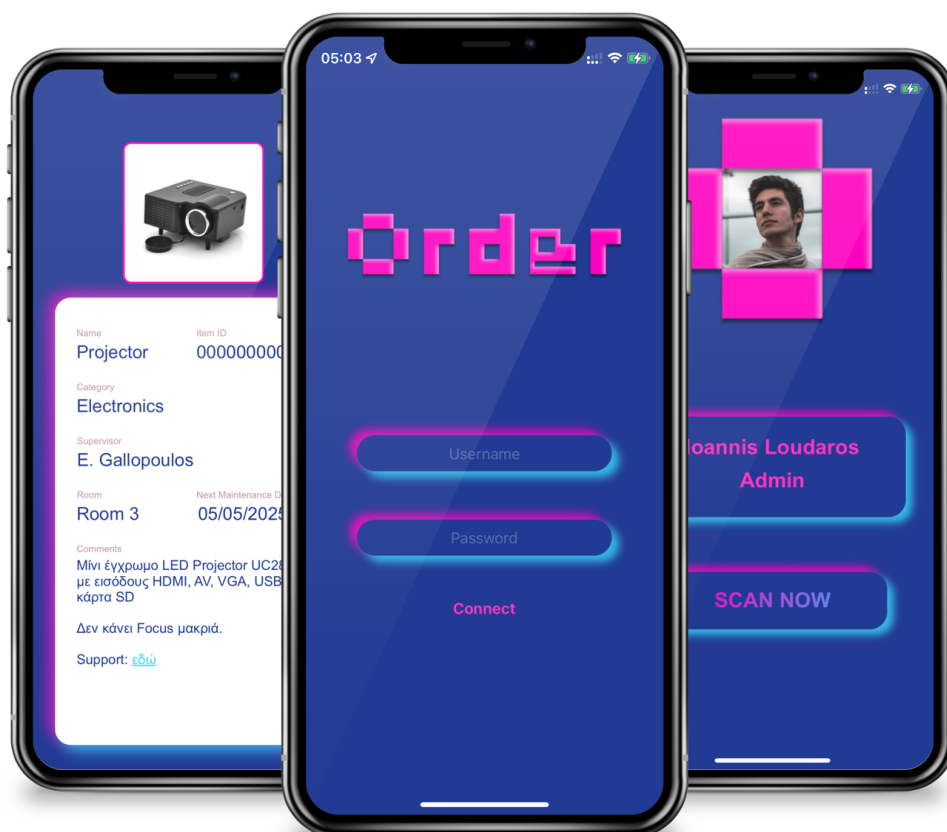 Name Item ID
Projector 000000000
Category
Electronics
Supervisor
E. Gallopoulos
Room Next Maintenance D
Room 3 05/05/2025
Comments
Μίνι έγχρωμο LED Projector UC28
με εισόδους HDMI, AV, VGA, USB
κάρτα SD
Δεν κάνει Focus μακριά.
Support: εδώ
05:03
Order
Username
Password
Connect
Ioannis Loudaros
Admin
SCAN NOW